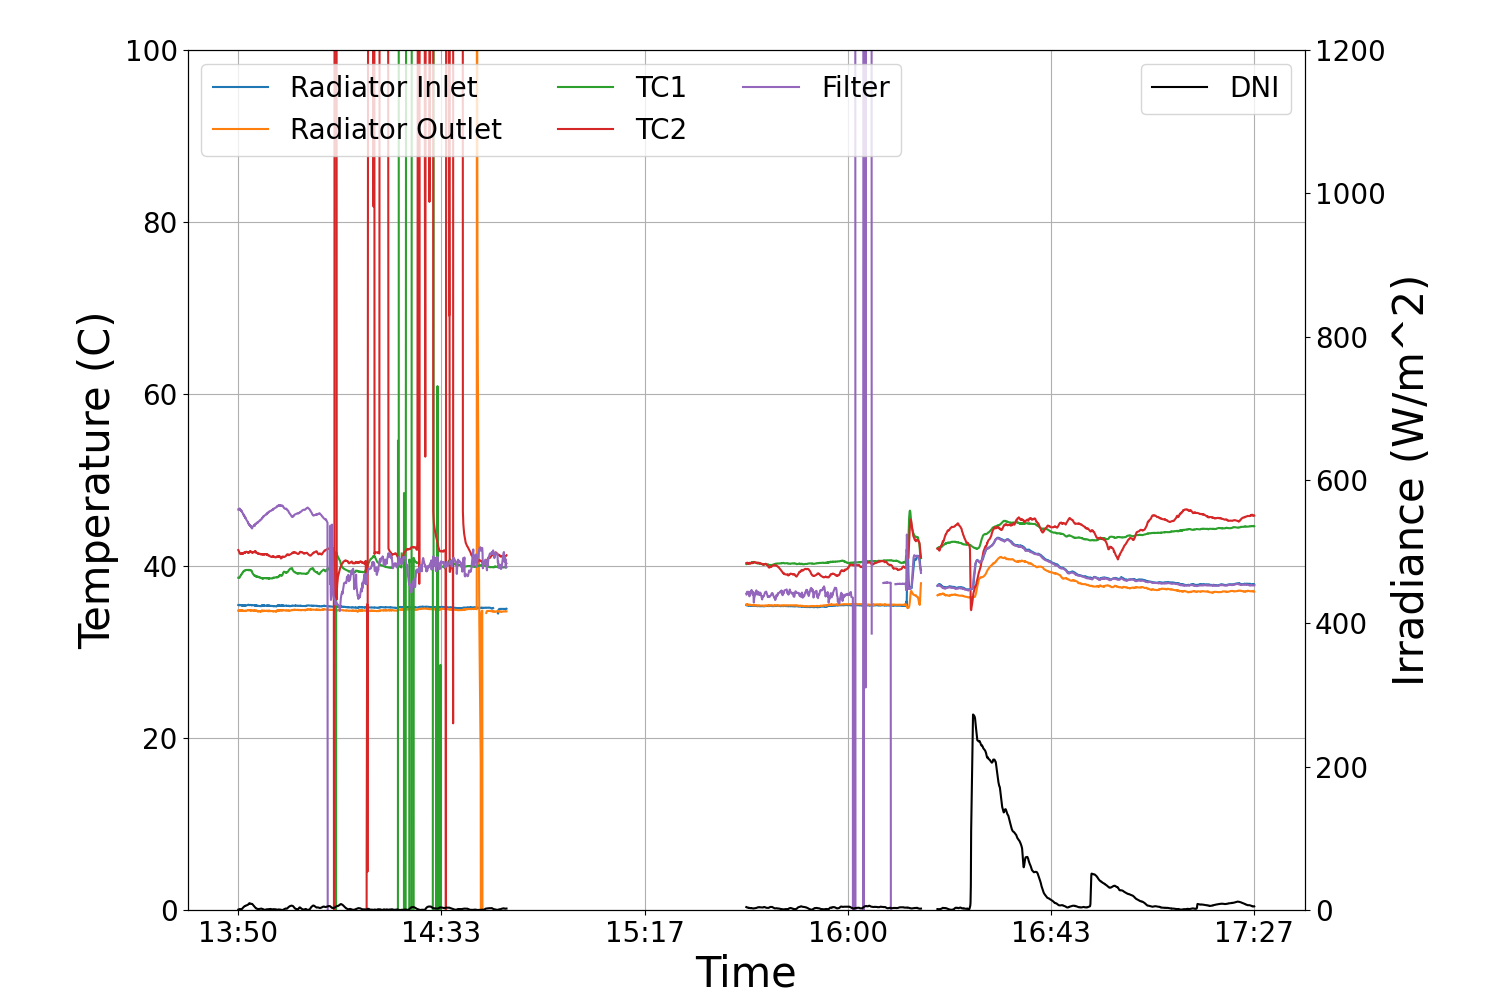 100
80
60
40
20
0
Temperature (C)
Radiator Inlet
Radiator Outlet
TC1
TC2
Filter
DNI
1200
1000
800
600
400
200
0
Irradiance (W/m^2)
13:50
14:33
15:17
16:00
16:43
17:27
Time